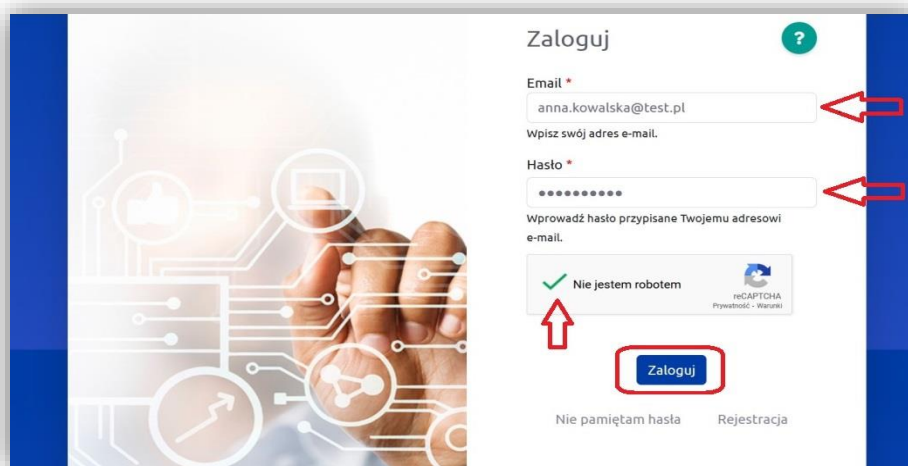 Zaloguj
?
Email *
anna.kowalska@test.pl
Wpisz swój adres e-mail.
Hasło *
●●●●●●●●●●
Wprowadź hasło przypisane Twojemu adresowi
e-mail.
Nie jestem robotem
reCAPTCHA
Prywatność - Warunki
Zaloguj
Nie pamiętam hasła Rejestracja